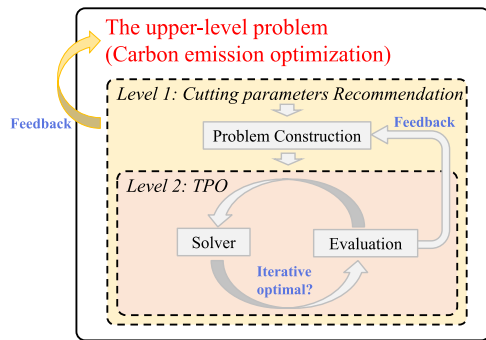 The upper-level problem
(Carbon emission optimization)
Level 1: Cutting parameters Recommendation
Feedback
Feedback
Problem Construction
Level 2: TPO
Solver
Evaluation
Iterative
optimal?